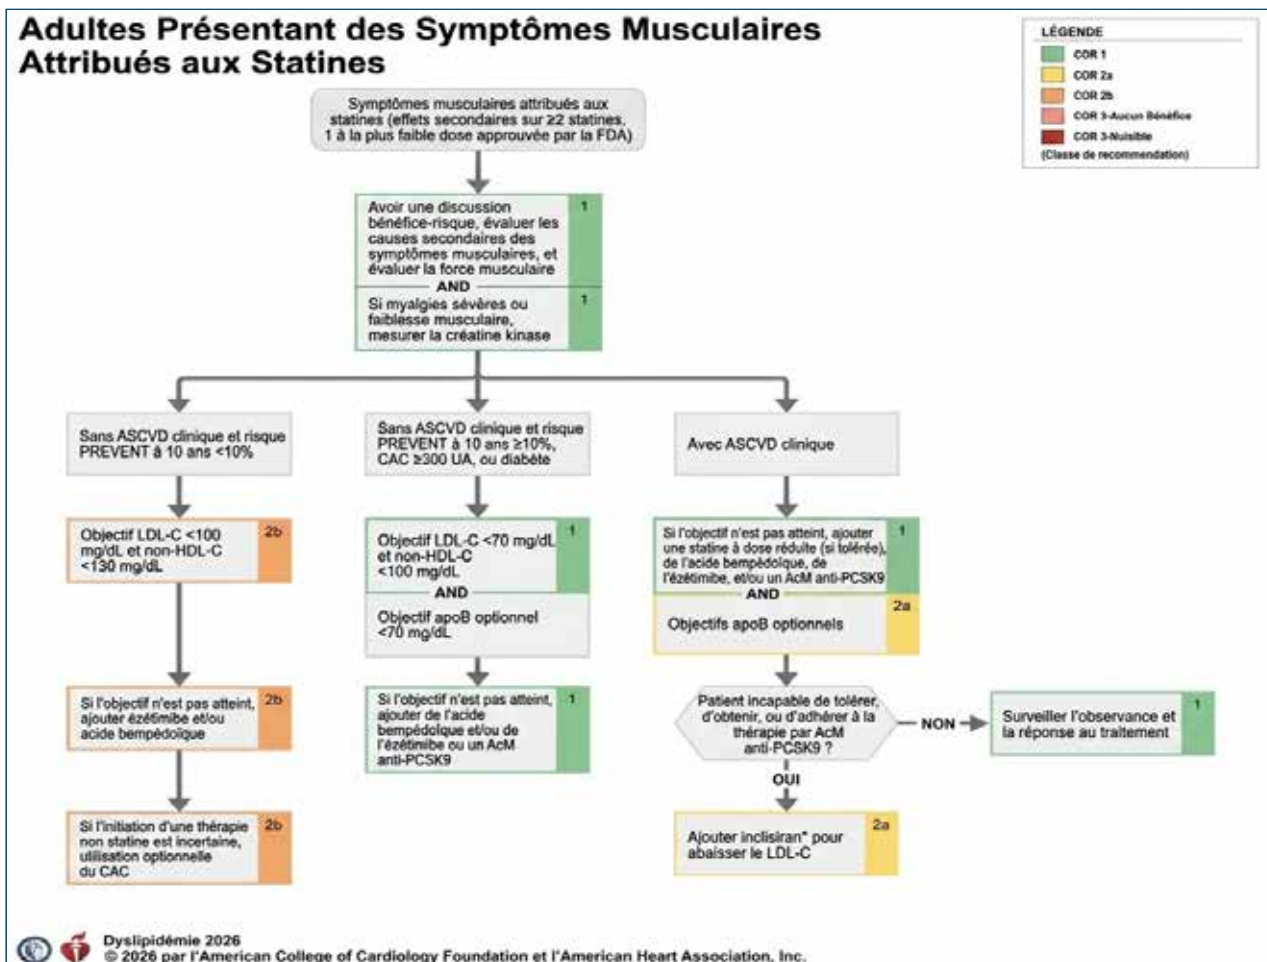 Adultes Présentant des Symptômes Musculaires
Attribués aux Statines
LÉGENDE
COR 1
COR 2a
COR 2b
COR 3-Aucun Bénéfice
COR 3-Nuisible
(Classe de recommendation)
Symptômes musculaires attribués aux
statines (effets secondaires sur ≥2 statines,
1 à la plus faible dose approuvée par la FDA)
Avoir une discussion
bénéfice-risque, évaluer les
causes secondaires des
symptômes musculaires, et
évaluer la force musculaire
1
AND
Si myalgies sévères ou
faiblesse musculaire,
mesurer la créatine kinase
1
Sans ASCVD clinique et risque
PREVENT à 10 ans <10%
Objectif LDL-C <100
mg/dL et non-HDL-C
<130 mg/dL
2b
Si l'objectif n'est pas atteint,
ajouter ézétimibe et/ou
acide bempédoïque
2b
Si l'initiation d'une thérapie
non statine est incertaine,
utilisation optionnelle
du CAC
2b
Sans ASCVD clinique et risque
PREVENT à 10 ans ≥10%,
CAC ≥300 UA, ou diabète
Objectif LDL-C <70 mg/dL
et non-HDL-C
<100 mg/dL
1
AND
Objectif apoB optionnel
<70 mg/dL
Si l'objectif n'est pas atteint,
ajouter de l'acide
bempédoïque et/ou de
l'ézétimibe ou un AcM
anti-PCSK9
1
Avec ASCVD clinique
Si l'objectif n'est pas atteint, ajouter
une statine à dose réduite (si tolérée),
de l'acide bempédoïque, de
l'ézétimibe, et/ou un AcM anti-PCSK9
1
AND
Objectifs apoB optionnels
2a
Patient incapable de tolérer,
d'obtenir, ou d'adhérer à la
thérapie par AcM
anti-PCSK9 ?
NON
Surveiller l'observance et
la réponse au traitement
1
OUI
Ajouter inclisiran* pour
abaisser le LDL-C
2a
Dyslipidémie 2026
© 2026 par l'American College of Cardiology Foundation et l'American Heart Association, Inc.